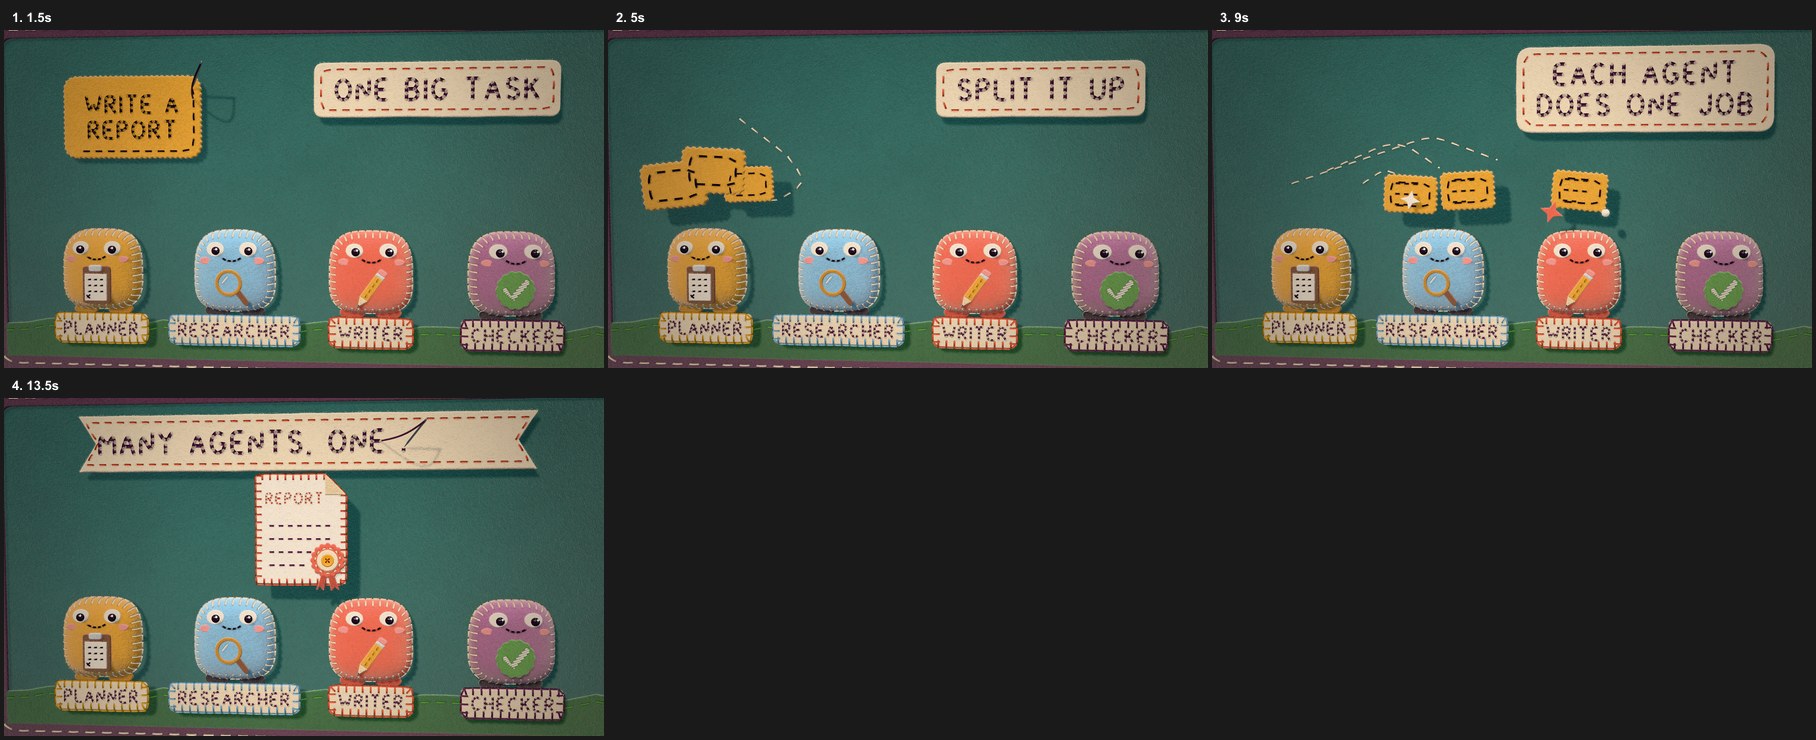 1. 1.5s
WRITE A
REPORT
ONE BIG TASK
PLANNER
RESEARCHER
WRITER
CHECKER
2. 5s
SPLIT IT UP
PLANNER
RESEARCHER
WRITER
CHECKER
3. 9s
EACH AGENT
DOES ONE JOB
PLANNER
RESEARCHER
WRITER
CHECKER
4. 13.5s
MANY AGENTS. ONE
REPORT
PLANNER
RESEARCHER
WRITER
CHECKER